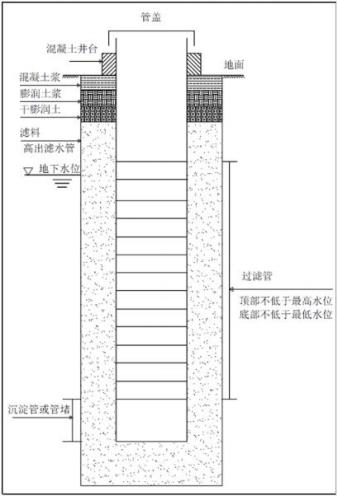 管盖
混凝土井台
地面
混凝土浆
膨润土浆
干膨润土
滤料
高出滤水管
地下水位
过滤管
顶部不低于最高水位
底部不低于最低水位
沉淀管或管堵